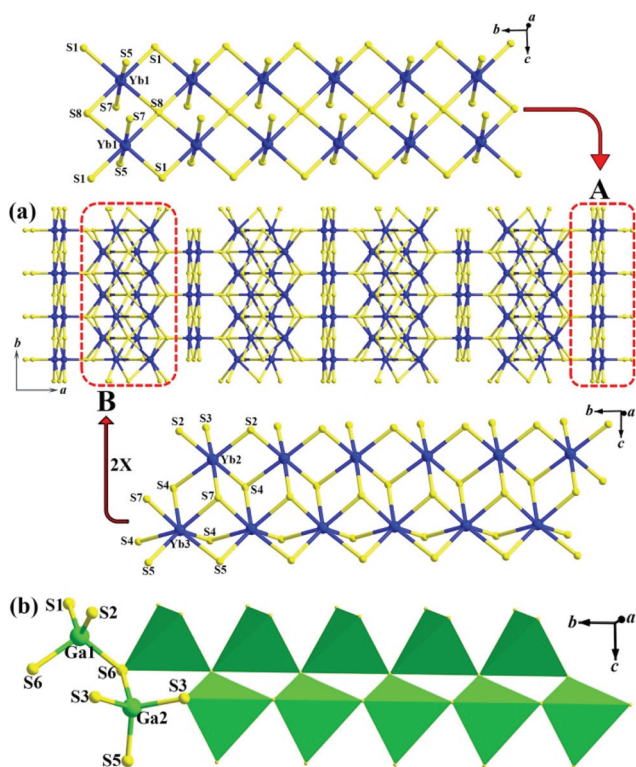 S1 S5 S1 b a
Yb1 c
S7
S8 S7 S8
Yb1
S5
S1 S1
A
(a)
b
a
B
S3
S2 S2 b a
2X Yb2 c
S4 S7 S4
S7
S4
S4 Yb3
S5 S5
(b)
S1 S2
b a
Ga1 c
S6 S6
S3 S3
Ga2
S5